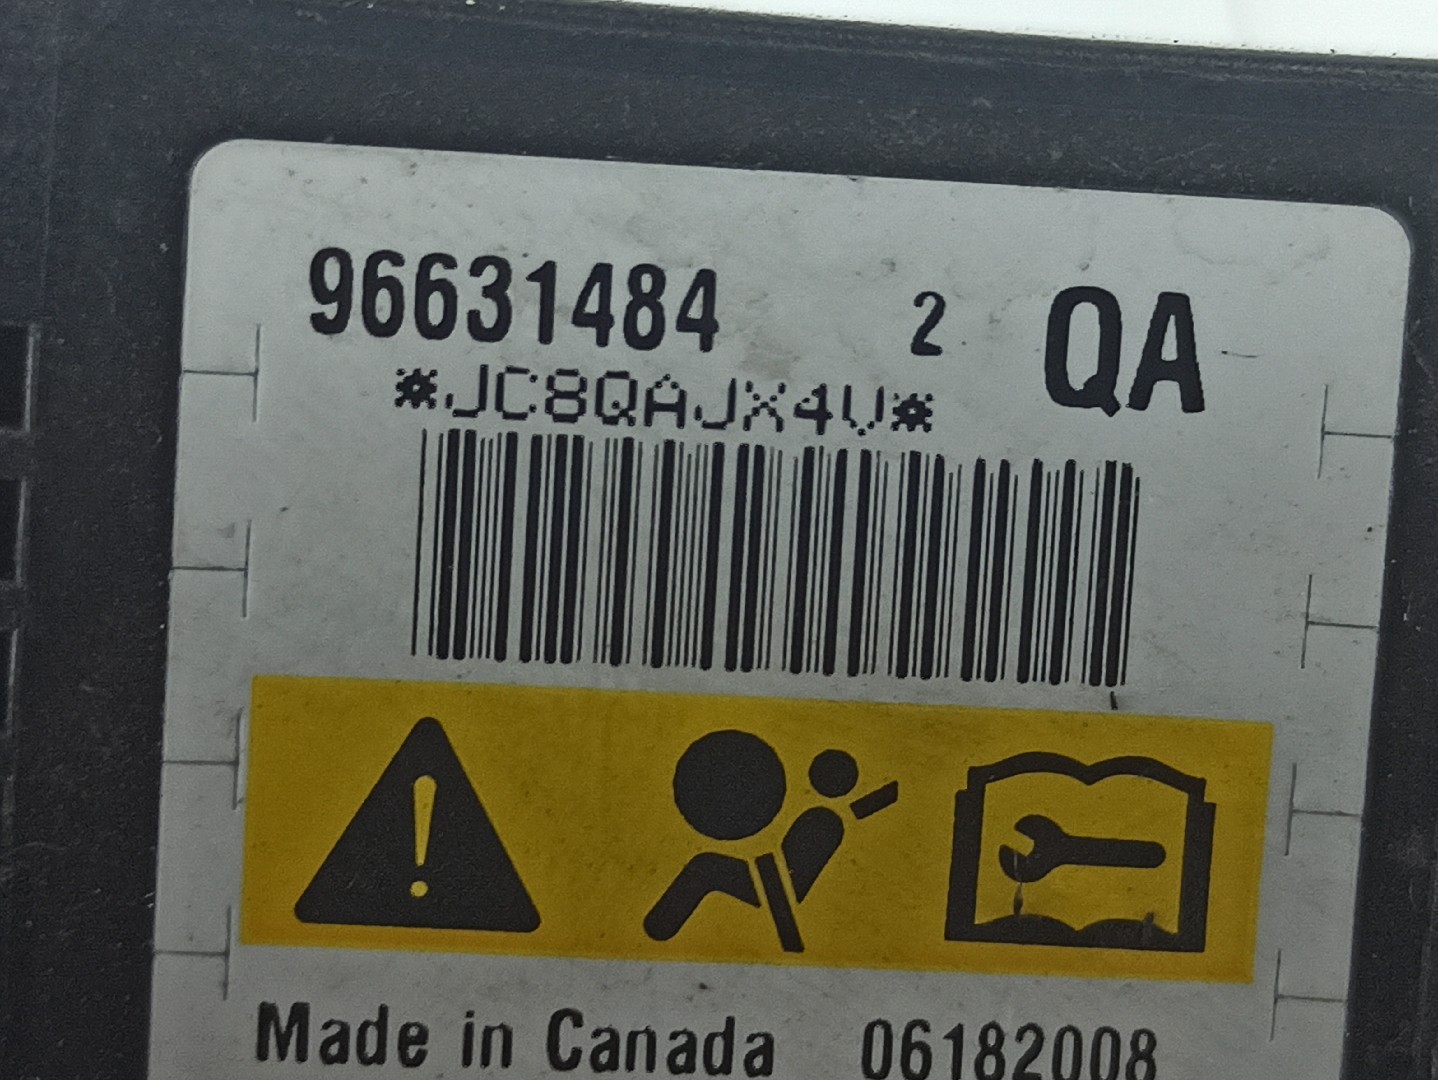 96631484 2 QA
*JC8QAJX4V*
Made in Canada 06182008